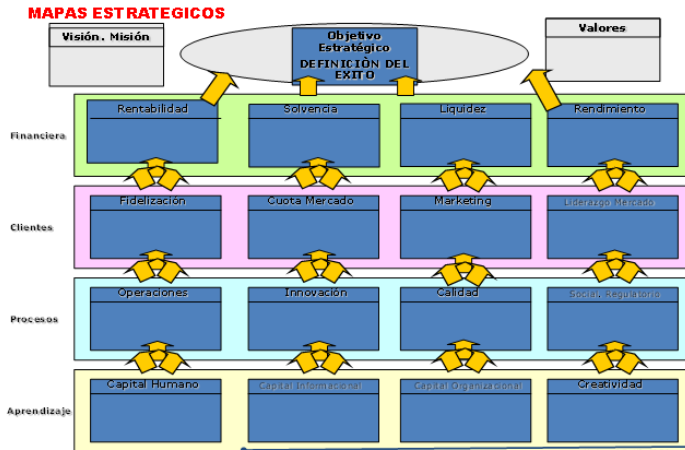 MAPAS ESTRATEGICOS
Visión. Misión
Objetivo
Estratégico
DEFINICIÒN DEL
EXITO
Valores
Financiera
Rentabilidad
Solvencia
Liquidez
Rendimiento
Clientes
Fidelización
Cuota Mercado
Marketing
Liderazgo Mercado
Procesos
Operaciones
Innovación
Calidad
Social. Regulatorio
Aprendizaje
Capital Humano
Capital Informacional
Capital Organizacional
Creatividad